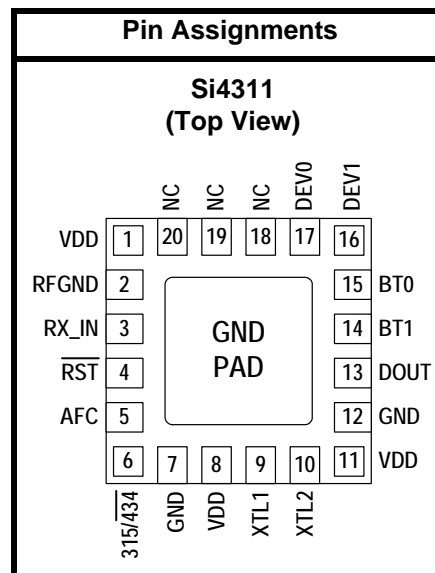 Pin Assignments
Si4311
(Top View)
NC NC NC DEV0 DEV1
VDD 1 20 19 18 17 16
RFGND 2 15 BT0
RX_IN 3 GND 14 BT1
RST 4 PAD 13 DOUT
AFC 5 12 GND
6 7 8 9 10 11 VDD
315/434 GND VDD XTL1 XTL2